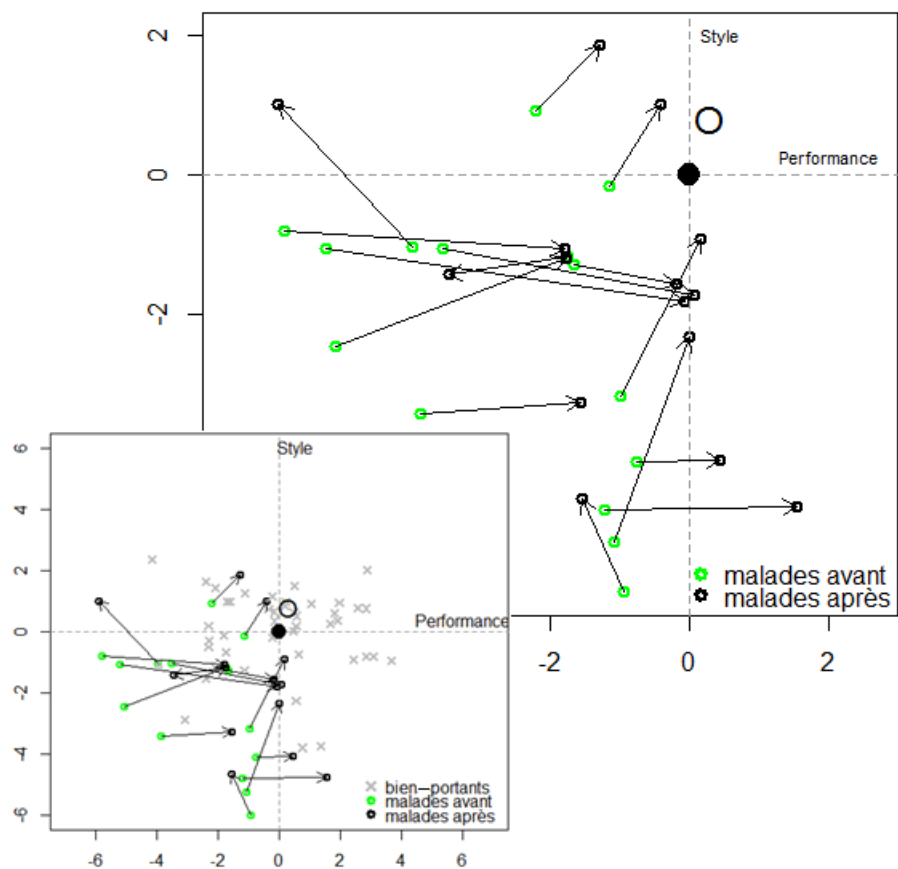 Style
Performance
2
0
-2
malades avant
malades après
-2 0 2
Style
Performance
6
4
2
0
-2
-4
-6
bien−portants
malades avant
malades après
-6 -4 -2 0 2 4 6